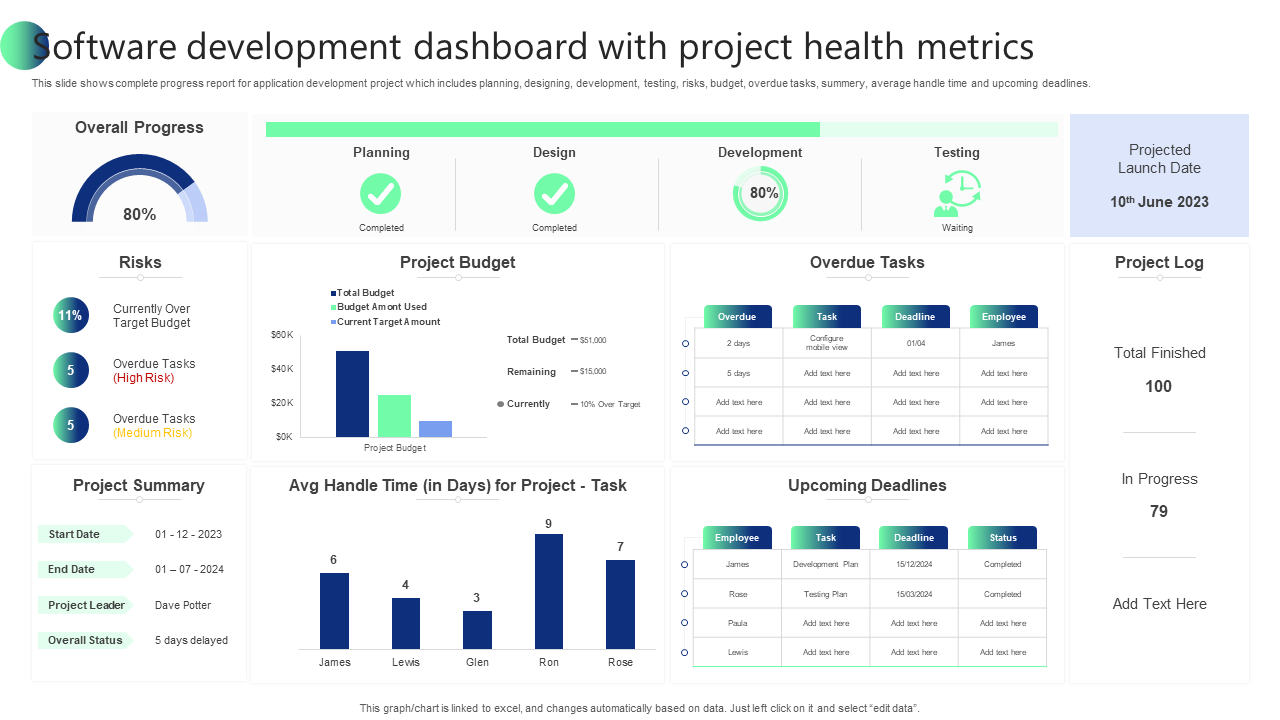 Software development dashboard with project health metrics
This slide shows complete progress report for application development project which includes planning, designing, development, testing, risks, budget, overdue tasks, summery, average handle time and upcoming deadlines.
Overall Progress
80%
Planning
Completed
Design
Completed
Development
80%
Testing
Waiting
Projected
Launch Date
10th June 2023
Risks
11%
Currently Over
Target Budget
5
Overdue Tasks
(High Risk)
5
Overdue Tasks
(Medium Risk)
Project Budget
Total Budget
Budget Amont Used
Current Target Amount
$60K
$40K
$20K
$0K
Project Budget
Total Budget $51,000
Remaining $15,000
Currently 10% Over Target
Overdue Tasks
Overdue Task Deadline Employee
2 days Configure
mobile view 01/04 James
5 days Add text here Add text here Add text here
Add text here Add text here Add text here Add text here
Add text here Add text here Add text here Add text here
Project Log
Total Finished
100
In Progress
79
Add Text Here
Project Summary
Start Date 01 - 12 - 2023
End Date 01 – 07 - 2024
Project Leader Dave Potter
Overall Status 5 days delayed
Avg Handle Time (in Days) for Project - Task
6
4
3
9
7
James Lewis Glen Ron Rose
Upcoming Deadlines
Employee Task Deadline Status
James Development Plan 15/12/2024 Completed
Rose Testing Plan 15/03/2024 Completed
Paula Add text here Add text here Add text here
Lewis Add text here Add text here Add text here
This graph/chart is linked to excel, and changes automatically based on data. Just left click on it and select “edit data”.